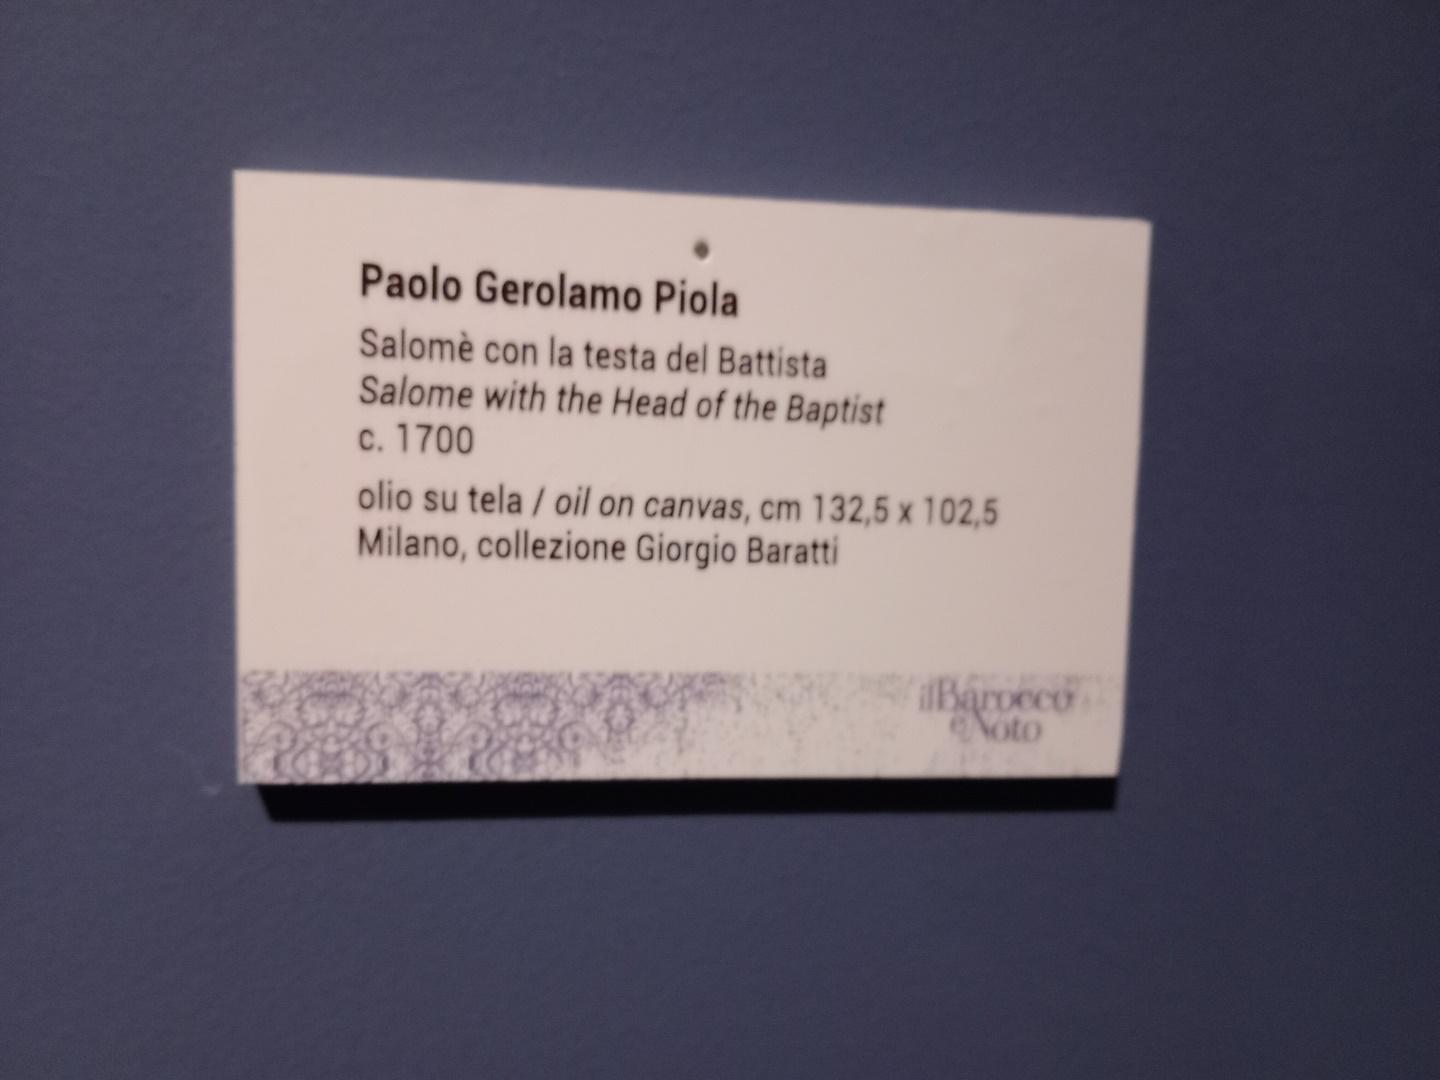 Paolo Gerolamo Piola
Salomè con la testa del Battista
Salome with the Head of the Baptist
c. 1700
olio su tela / oil on canvas, cm 132,5 x 102,5
Milano, collezione Giorgio Baratti
il Barocco
e Noto